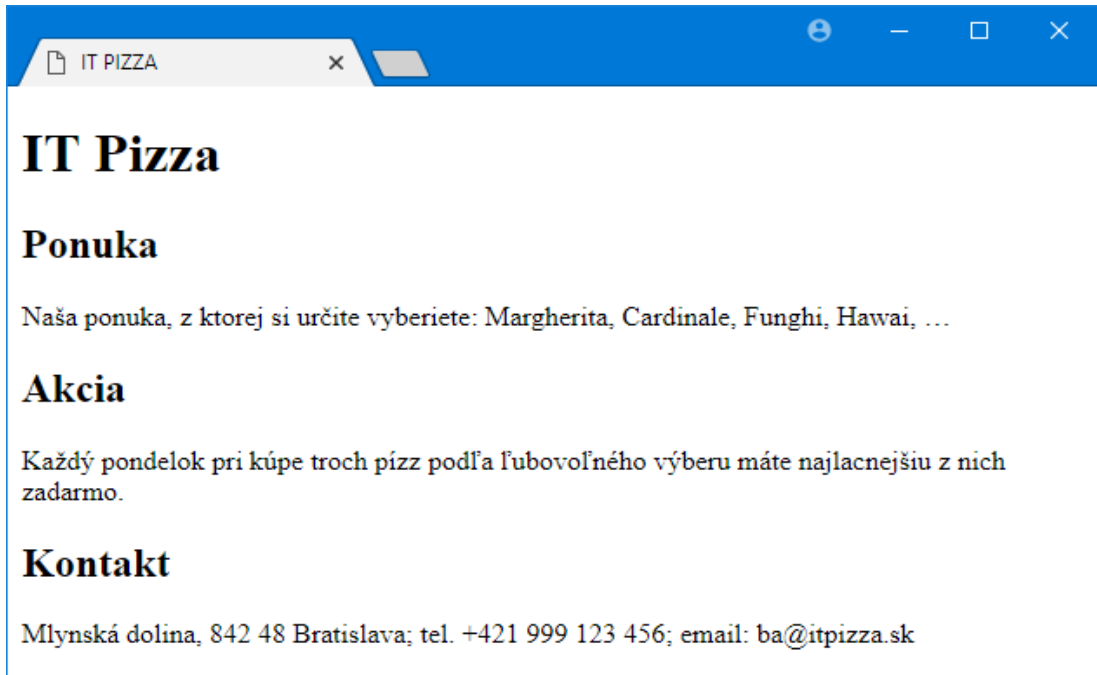 IT PIZZA
IT Pizza
Ponuka
Naša ponuka, z ktorej si určite vyberiete: Margherita, Cardinale, Funghi, Hawai, …
Akcia
Každý pondelok pri kúpe troch pízz podľa ľubovoľného výberu máte najlacnejšiu z nich
zadarmo.
Kontakt
Mlynská dolina, 842 48 Bratislava; tel. +421 999 123 456; email: ba@itpizza.sk